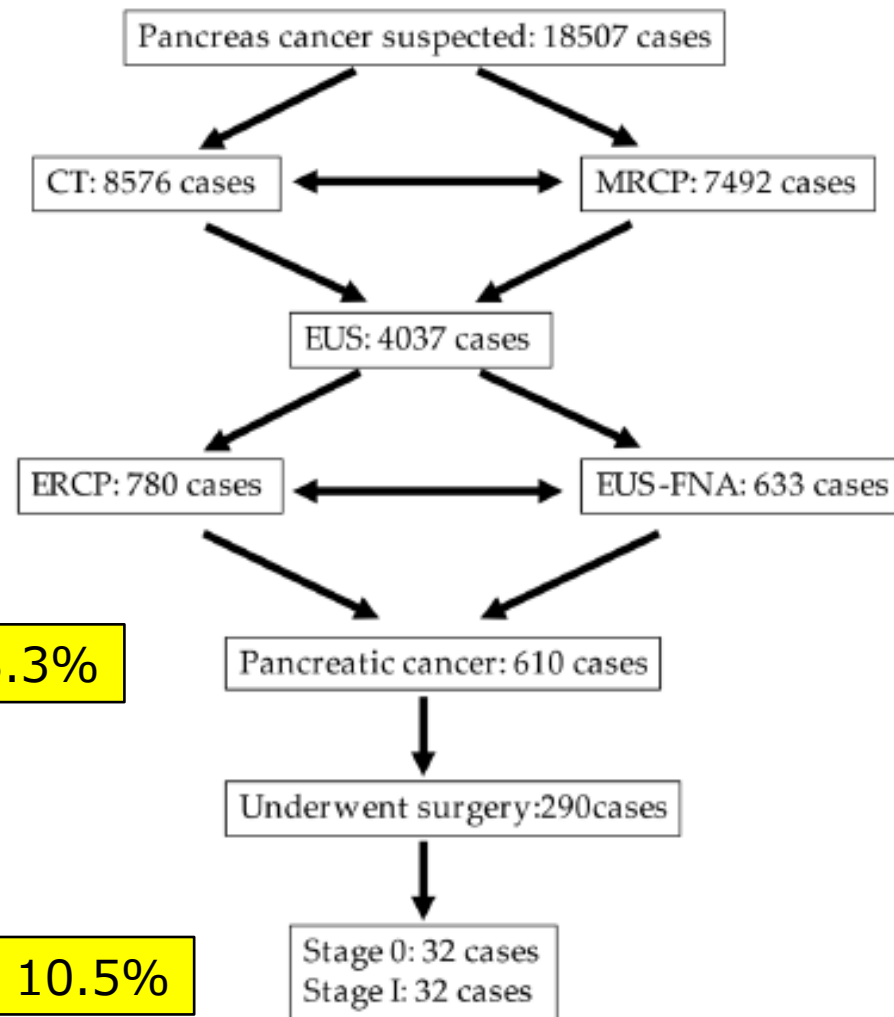 Pancreas cancer suspected: 18507 cases
CT: 8576 cases
MRCP: 7492 cases
EUS: 4037 cases
ERCP: 780 cases
EUS-FNA: 633 cases
.3%
Pancreatic cancer: 610 cases
Underwent surgery:290cases
10.5%
Stage 0: 32 cases
Stage I: 32 cases